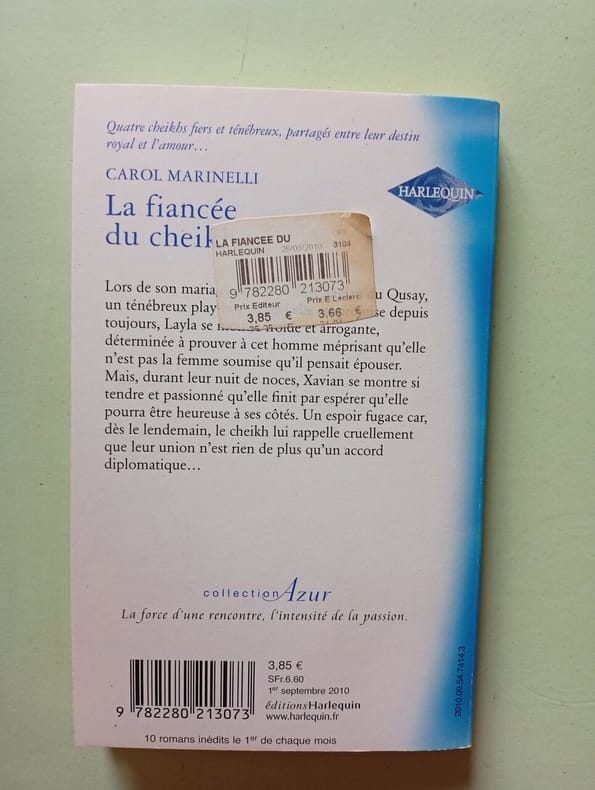 Quatre cheikhs fiers et ténébreux, partagés entre leur destin
royal et l'amour…
CAROL MARINELLI
HARLEQUIN
La fiancée
du cheik
LA FIANCEE DU
HARLEQUIN 26/08/2010 3104
9 782280 213073
Prix Editeur Prix E.Leclerc
3,85 € 3,66 €
Lors de son maria du Qusay,
un ténébreux play depuis
toujours, Layla se froide et arrogante,
déterminée à prouver à cet homme méprisant qu'elle
n'est pas la femme soumise qu'il pensait épouser.
Mais, durant leur nuit de noces, Xavian se montre si
tendre et passionné qu'elle finit par espérer qu'elle
pourra être heureuse à ses côtés. Un espoir fugace car,
dès le lendemain, le cheikh lui rappelle cruellement
que leur union n'est rien de plus qu'un accord
diplomatique…
collection Azur
La force d'une rencontre, l'intensité de la passion.
9 782280 213073
3,85 €
SFr.6.60
1er septembre 2010
éditionsHarlequin
www.harlequin.fr
2010.09.54.7414.3
10 romans inédits le 1er de chaque mois